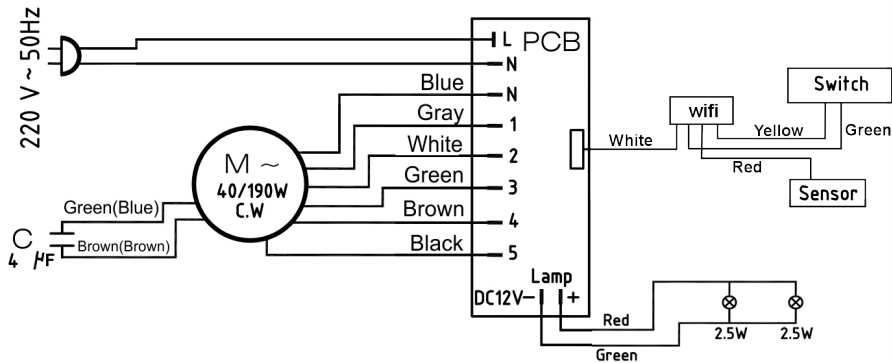 220 V ~ 50Hz
L PCB
N
Blue N
Gray 1
White 2
Green 3
Brown 4
Black 5
M ~
40/190W
C.W
Green(Blue)
Brown(Brown)
C
4 μF
Lamp
DC12V - +
Red
Green
2.5W 2.5W
White
wifi
Switch
Yellow
Green
Red
Sensor